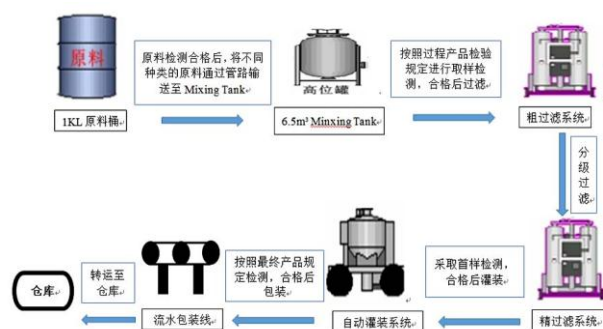 原料
1KL 原料桶
原料检测合格后，将不同
种类的原料通过管路输
送至 Mixing Tank
高位罐
6.5m³ Minxing Tank
按照过程产品检验
规定进行取样检
测，合格后过滤
粗过滤系统
分
级
过
滤
仓库
转运至
仓库
流水包装线
按照最终产品规
定检测，合格后
包装
自动灌装系统
采取首样检测，
合格后灌装
精过滤系统